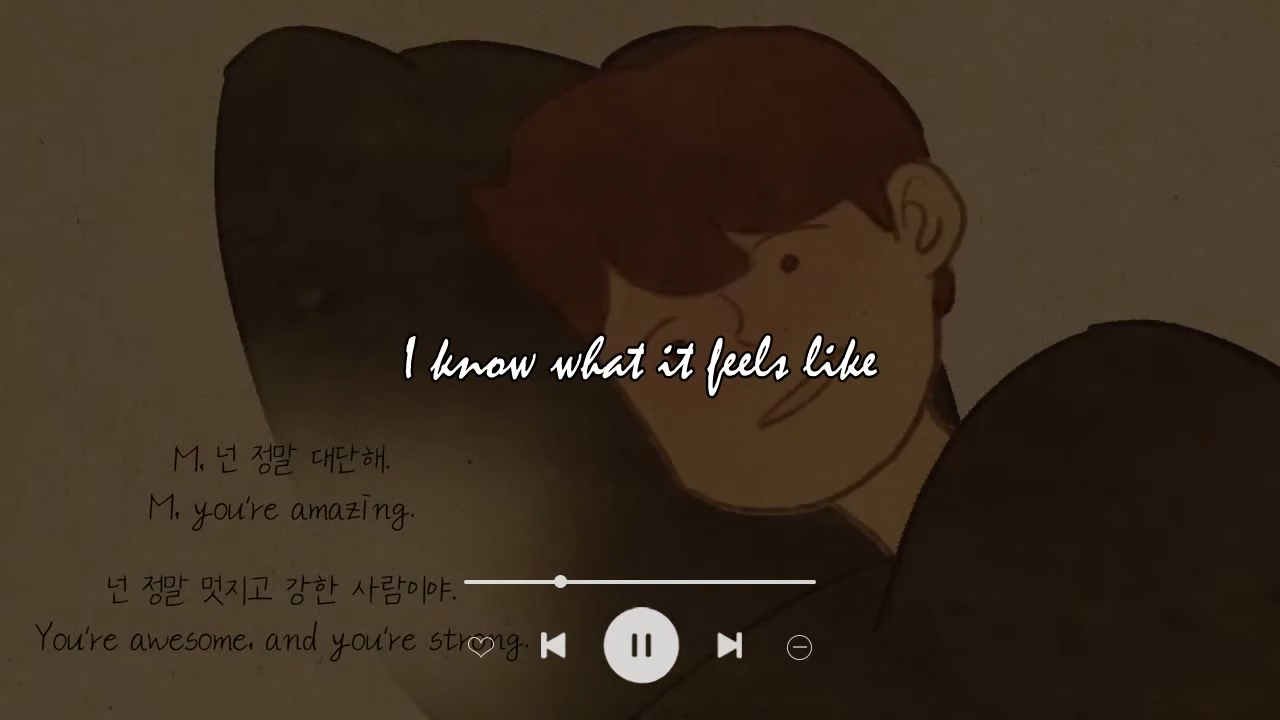 I know what it feels like
M, 넌 정말 대단해.
M, you're amazing.
넌 정말 멋지고 강한 사람이야.
You're awesome, and you're strong.